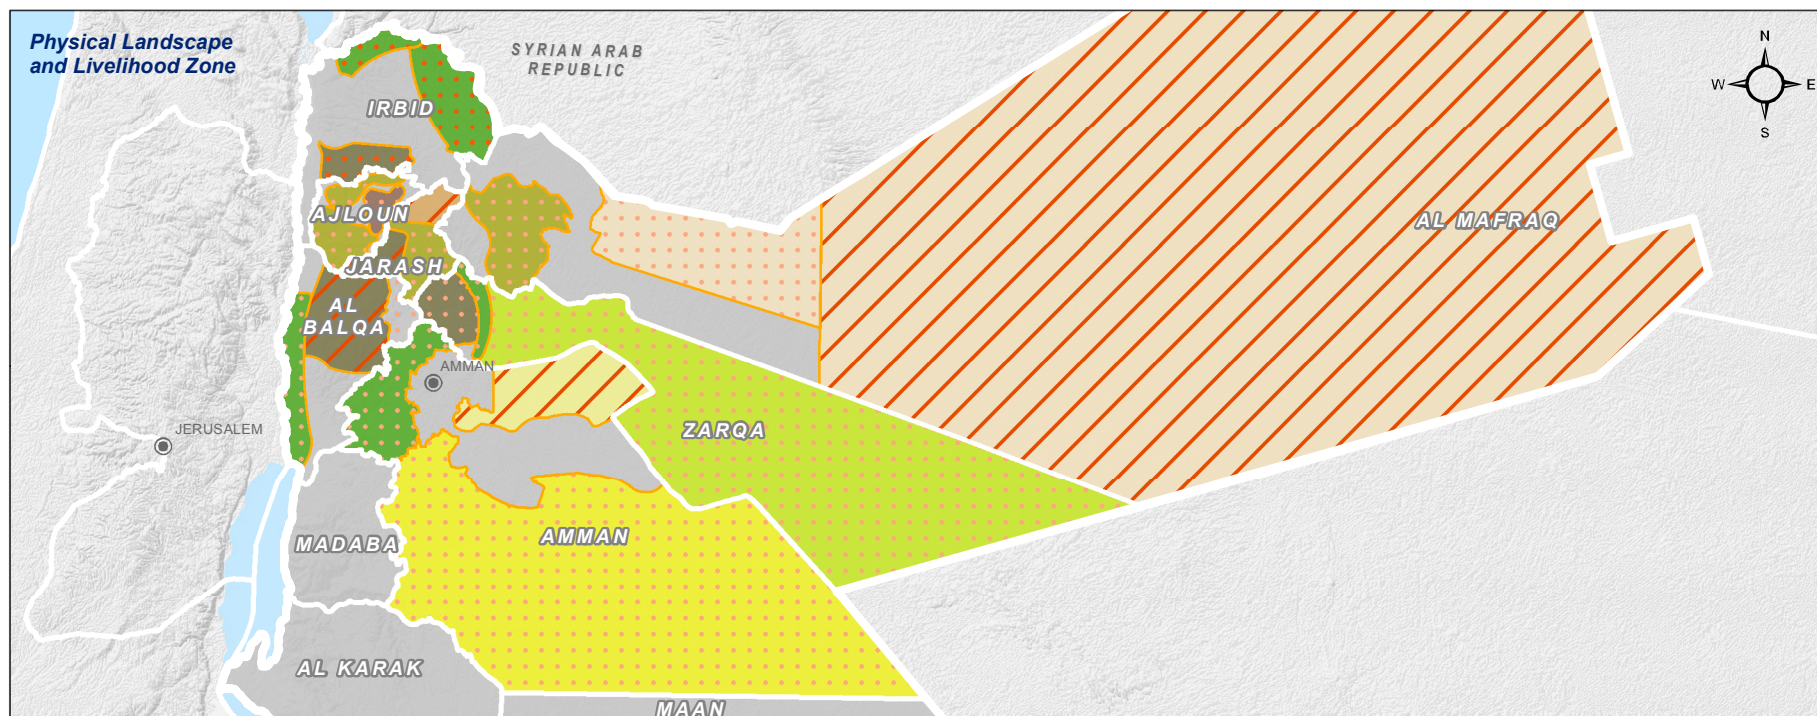 Physical Landscape
and Livelihood Zone
SYRIAN ARAB
REPUBLIC
N
W
E
S
IRBID
AJLOUN
AL MAFRAQ
JARASH
AL
BALQA
AMMAN
JERUSALEM
ZARQA
MADABA
AMMAN
AL KARAK
MAAN